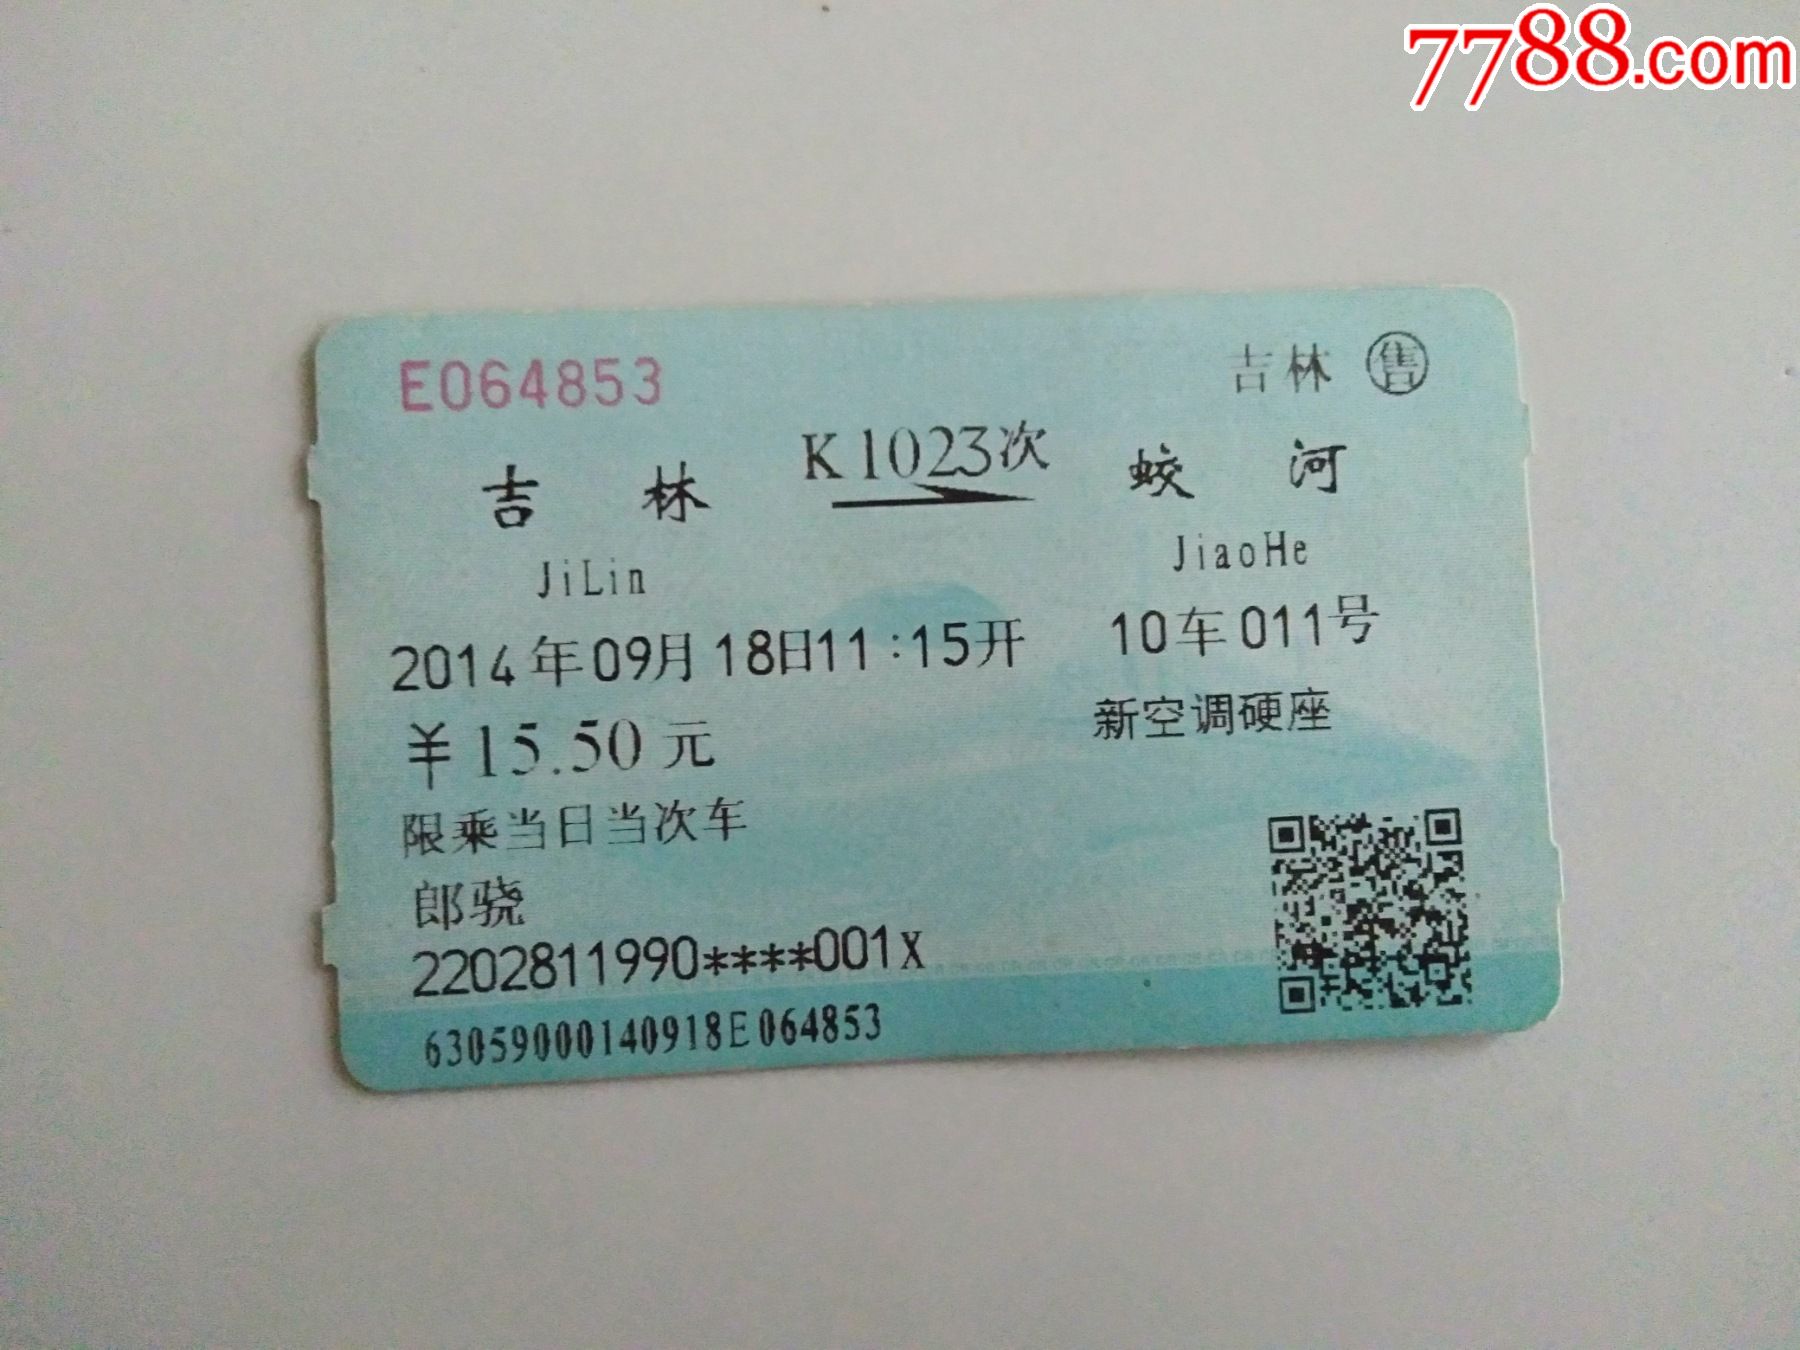 7788.com
E064853 吉林 售
吉林 K1023次 蛟河
JiLin JiaoHe
2014年09月18日11:15开 10车011号
¥15.50元 新空调硬座
限乘当日当次车
郎骁
2202811990****001X
63059000140918E064853